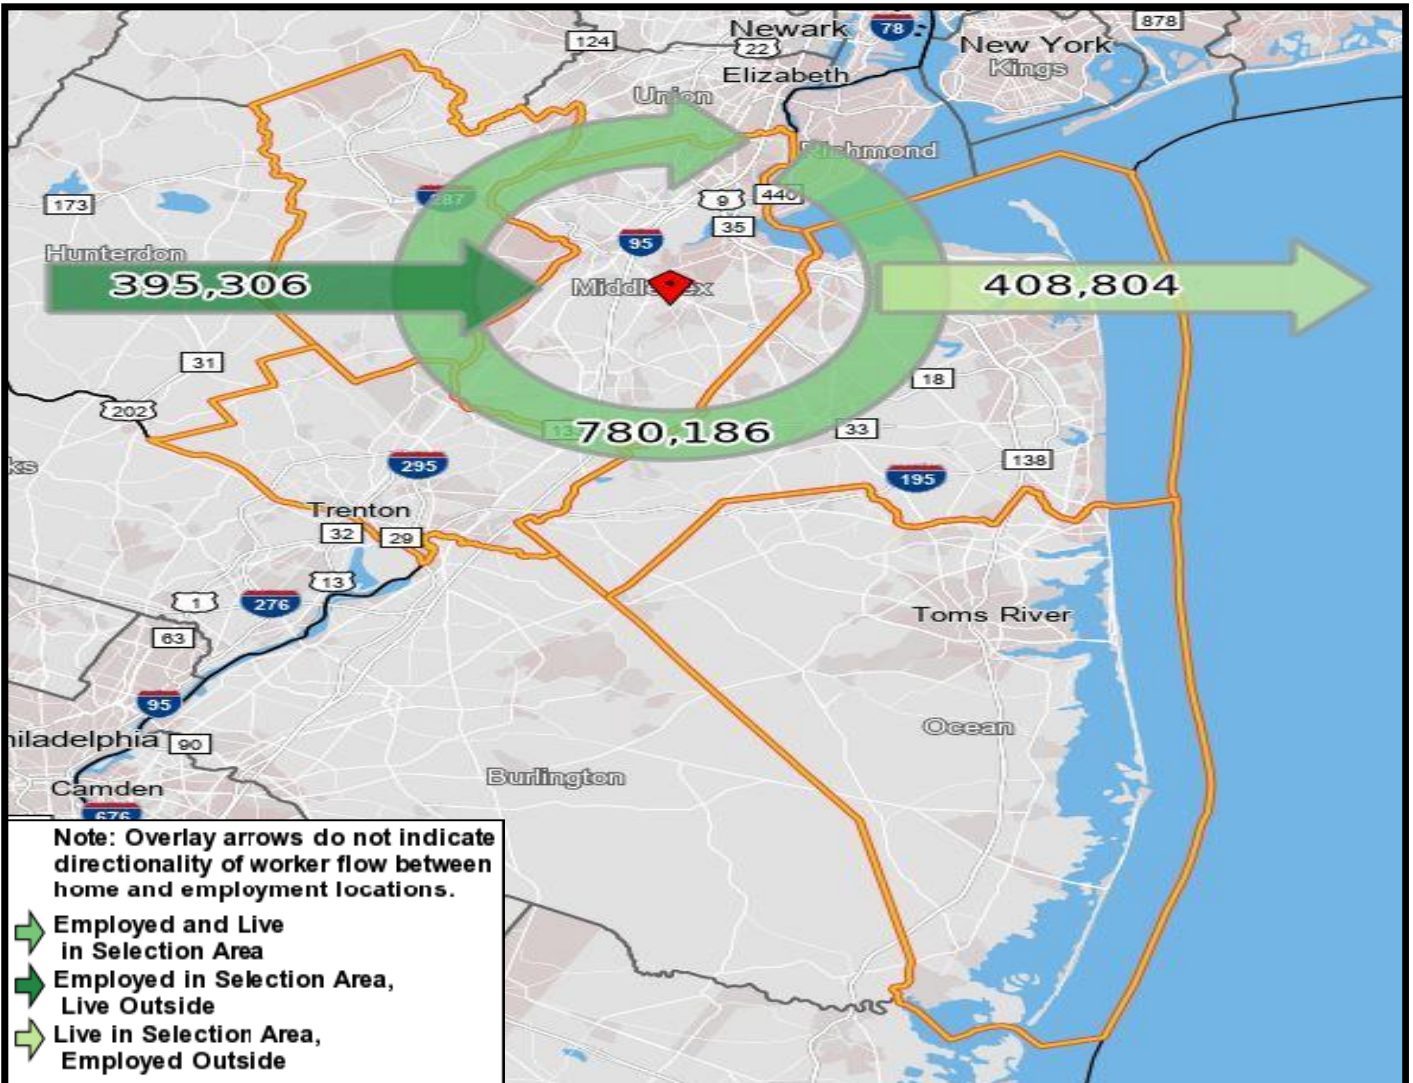 124
Newark
78
878
22
New York
Kings
Elizabeth
Union
Richmond
173
287
9
440
35
95
Hunterdon
395,306
408,804
31
18
202
780,186
33
138
295
195
Trenton
32
29
13
1
276
63
Toms River
95
90
Ocean
Burlington
Camden
676
Note: Overlay arrows do not indicate
directionality of worker flow between
home and employment locations.
Employed and Live
in Selection Area
Employed in Selection Area,
Live Outside
Live in Selection Area,
Employed Outside